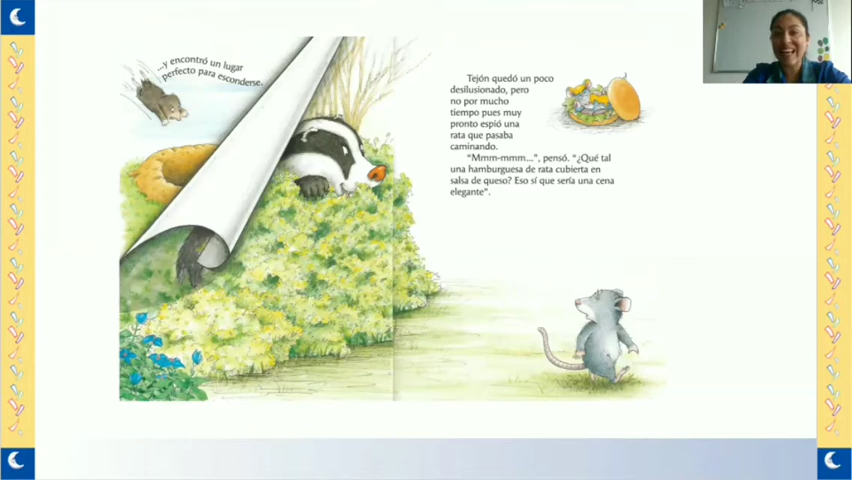 ...y encontró un lugar
perfecto para esconderse.
Tejón quedó un poco
desilusionado, pero
no por mucho
tiempo pues muy
pronto espió una
rata que pasaba
caminando.
“Mmm-mmm...”, pensó. “¿Qué tal
una hamburguesa de rata cubierta en
salsa de queso? Eso sí que sería una cena
elegante”.